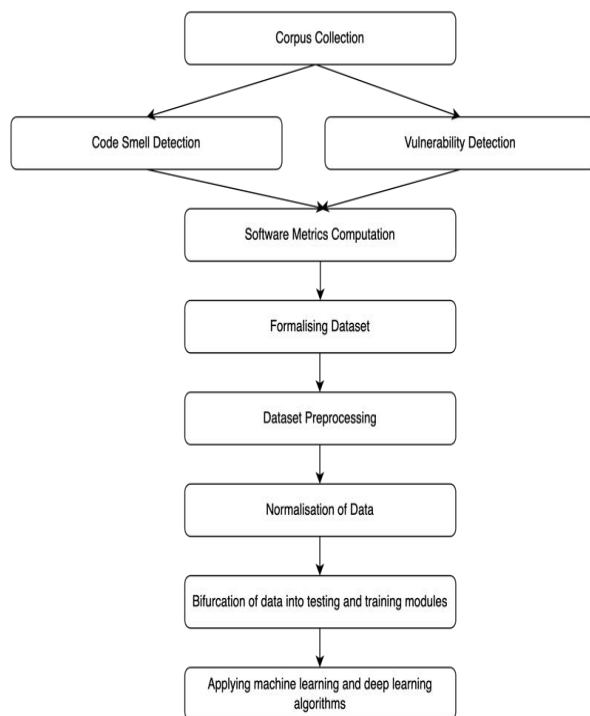 Corpus Collection
Code Smell Detection
Vulnerability Detection
Software Metrics Computation
Formalising Dataset
Dataset Preprocessing
Normalisation of Data
Bifurcation of data into testing and training modules
Applying machine learning and deep learning
algorithms